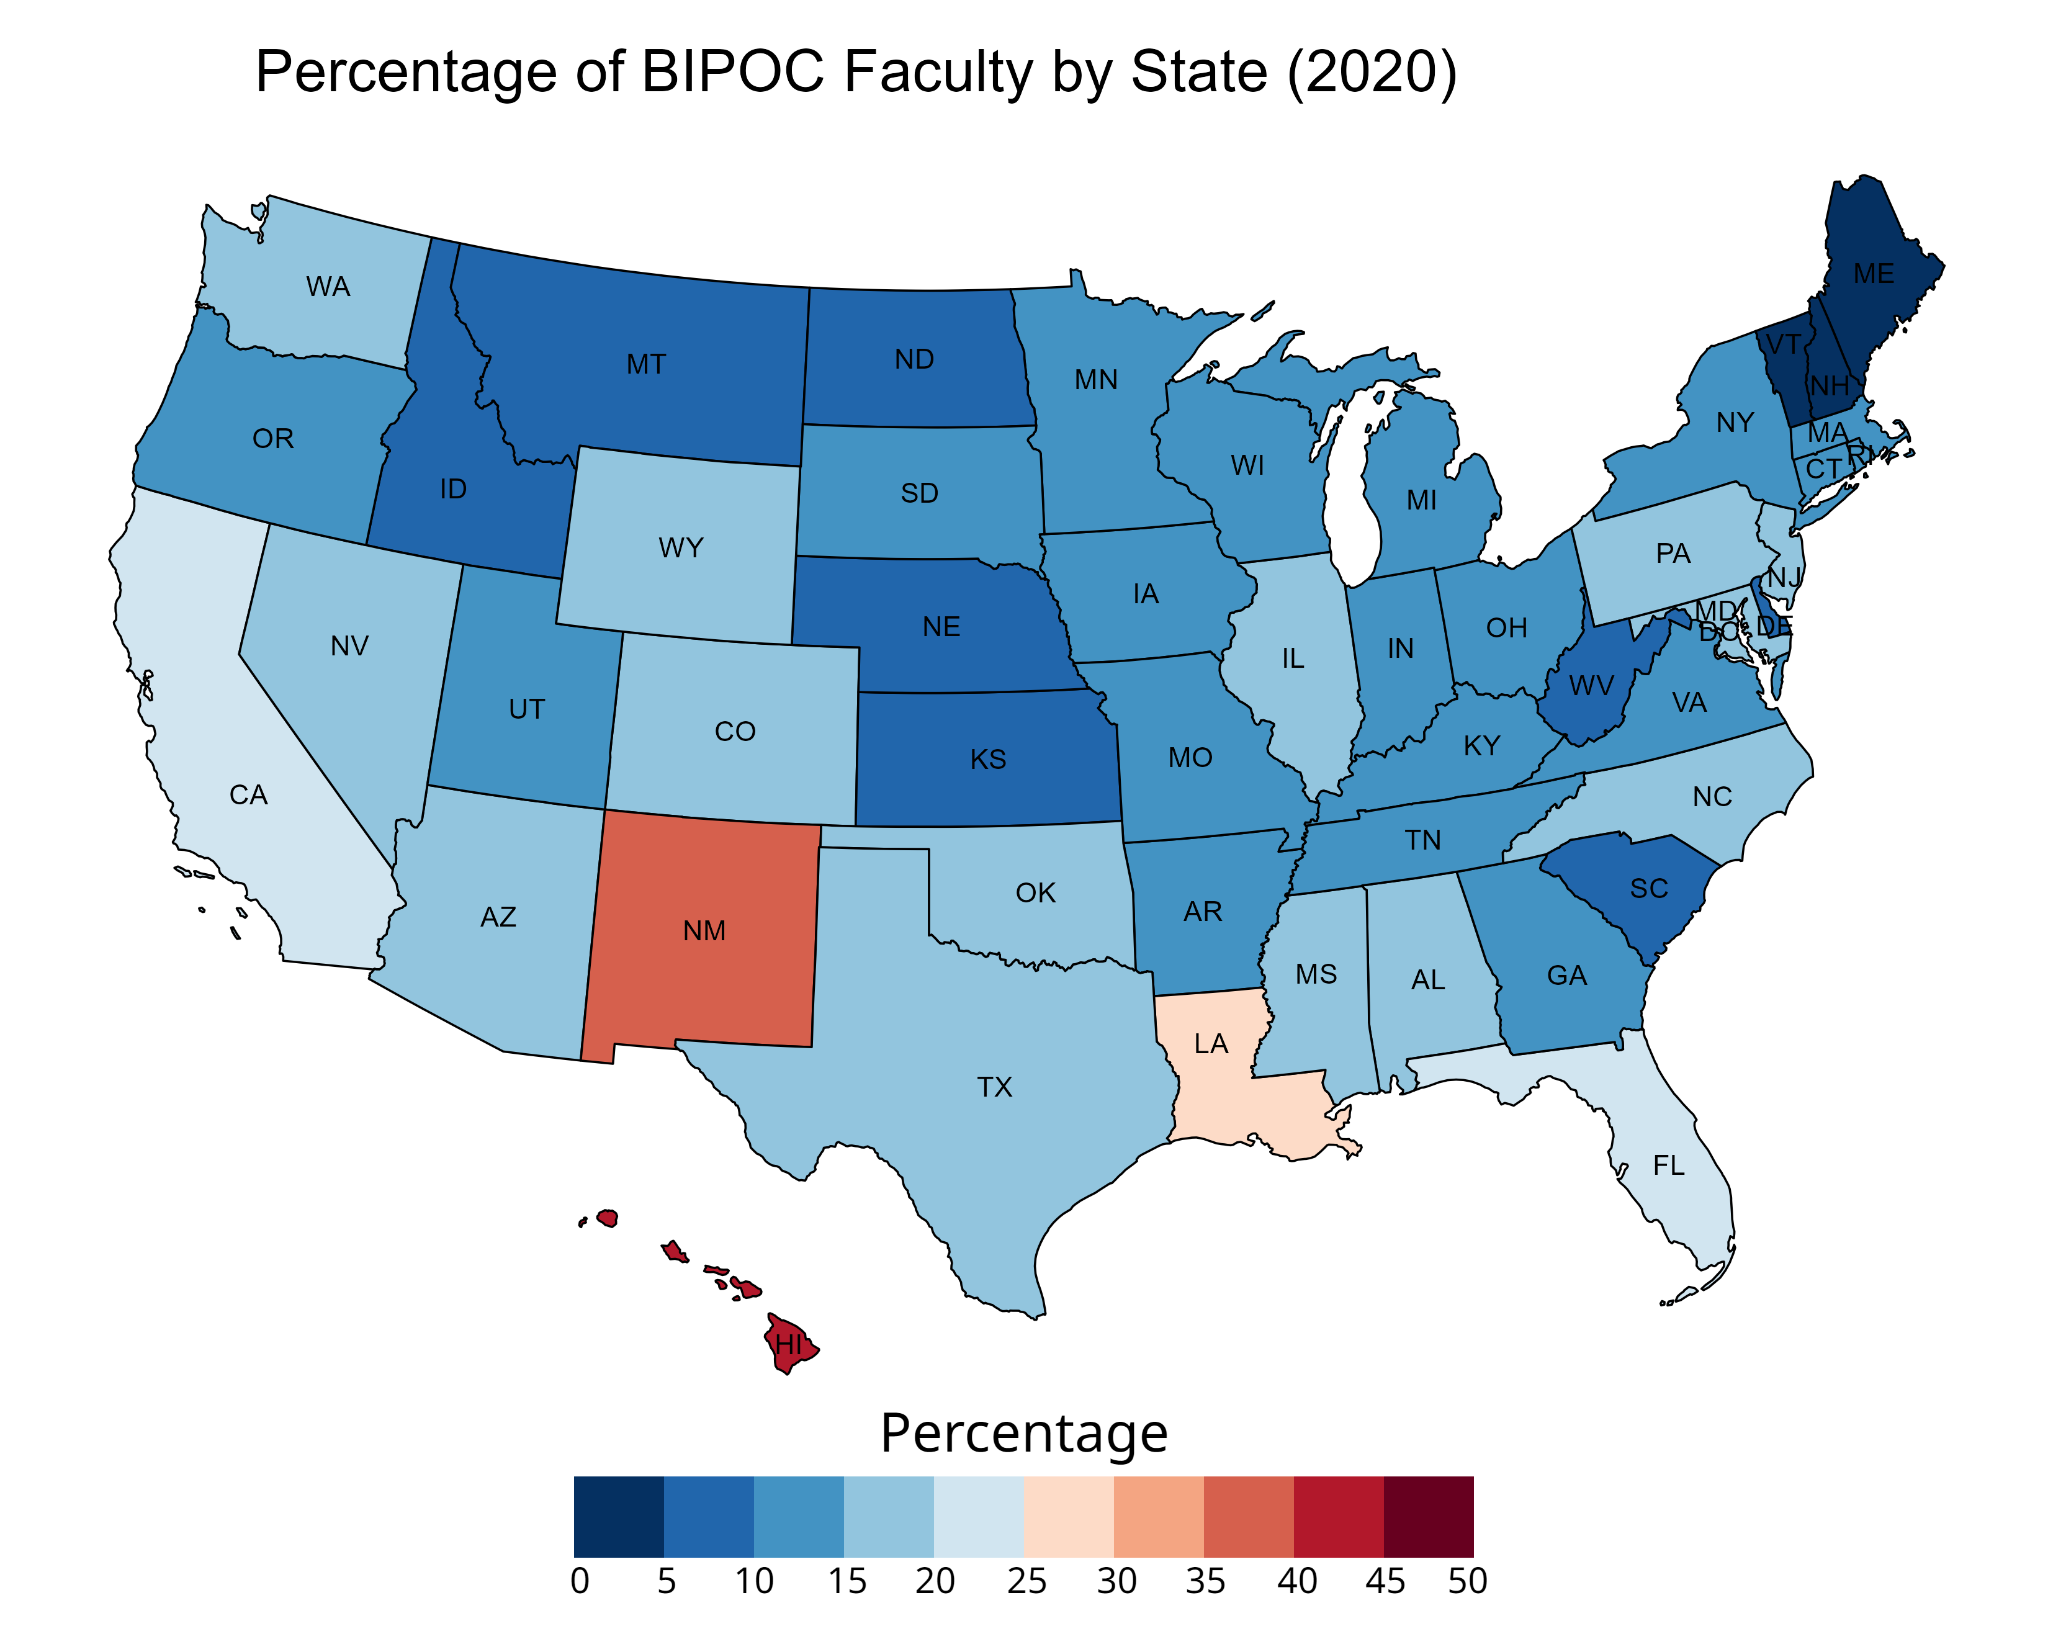 Percentage of BIPOC Faculty by State (2020)
ME
WA
VT
MT
ND
MN
NH
OR
NY
MA
WI
RI
CT
ID
SD
MI
WY
PA
NJ
IA
MD
NE
DE
OH
DC
NV
IN
IL
WV
UT
VA
CO
KY
KS
MO
CA
NC
TN
OK
SC
AR
AZ
NM
MS
GA
AL
LA
TX
FL
HI
Percentage
0 5 10 15 20 25 30 35 40 45 50